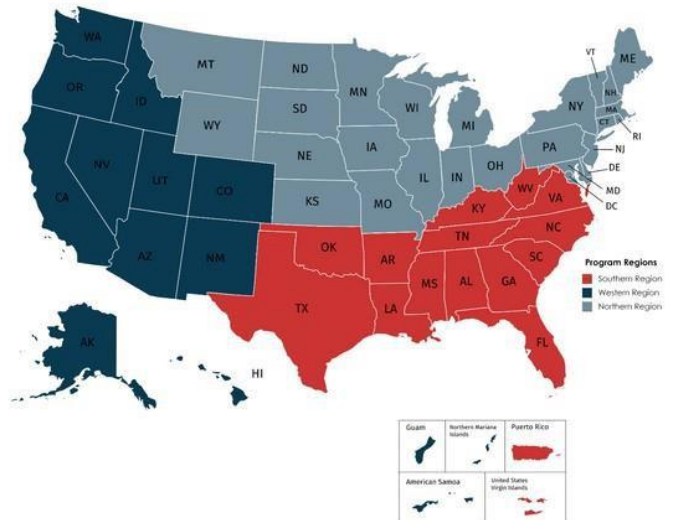 WA
MT
ND
MN
VT
ME
OR
ID
SD
WI
NH
NY
MA
MI
CT
RI
WY
IA
PA
NJ
NE
OH
DE
NV
UT
CO
IL
IN
MD
CA
KS
MO
WV
VA
DC
KY
AZ
NM
OK
AR
TN
NC
SC
TX
LA
MS
AL
GA
FL
Program Regions
Southern Region
Western Region
Northern Region
AK
HI
Guam
Northern Mariana
Islands
Puerto Rico
American Samoa
United States
Virgin Islands